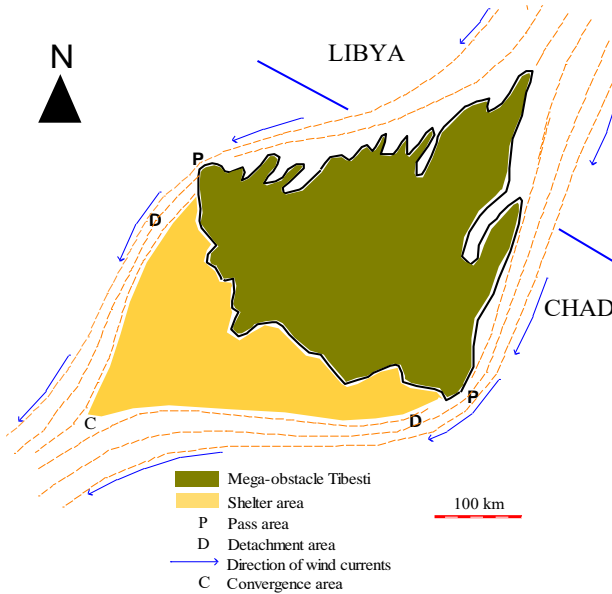 LIBYA
N
P
D
CHAD
P
D
C
Mega-obstacle Tibesti
Shelter area
P Pass area
100 km
D Detachment area
Direction of wind currents
C Convergence area